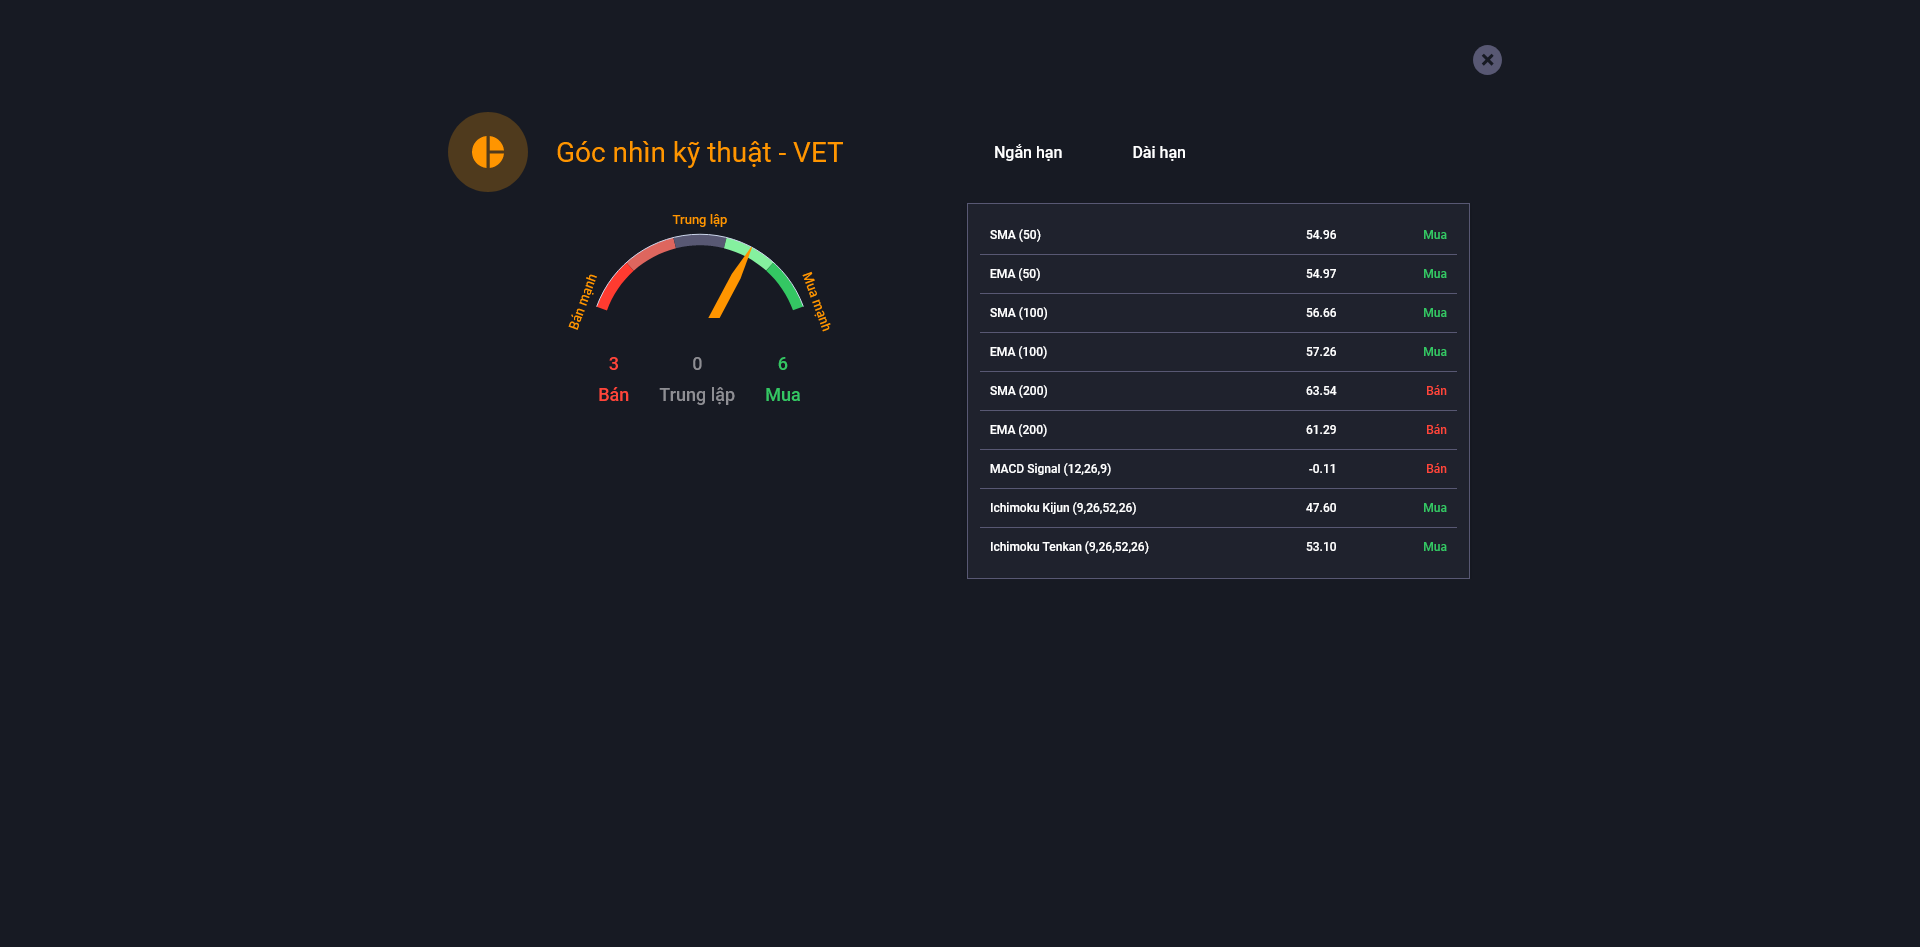 Góc nhìn kỹ thuật - VET
Ngắn hạn
Dài hạn
Trung lập
Bán mạnh
Mua mạnh
3 0 6
Bán Trung lập Mua
SMA (50) 54.96 Mua
EMA (50) 54.97 Mua
SMA (100) 56.66 Mua
EMA (100) 57.26 Mua
SMA (200) 63.54 Bán
EMA (200) 61.29 Bán
MACD Signal (12,26,9) -0.11 Bán
Ichimoku Kijun (9,26,52,26) 47.60 Mua
Ichimoku Tenkan (9,26,52,26) 53.10 Mua